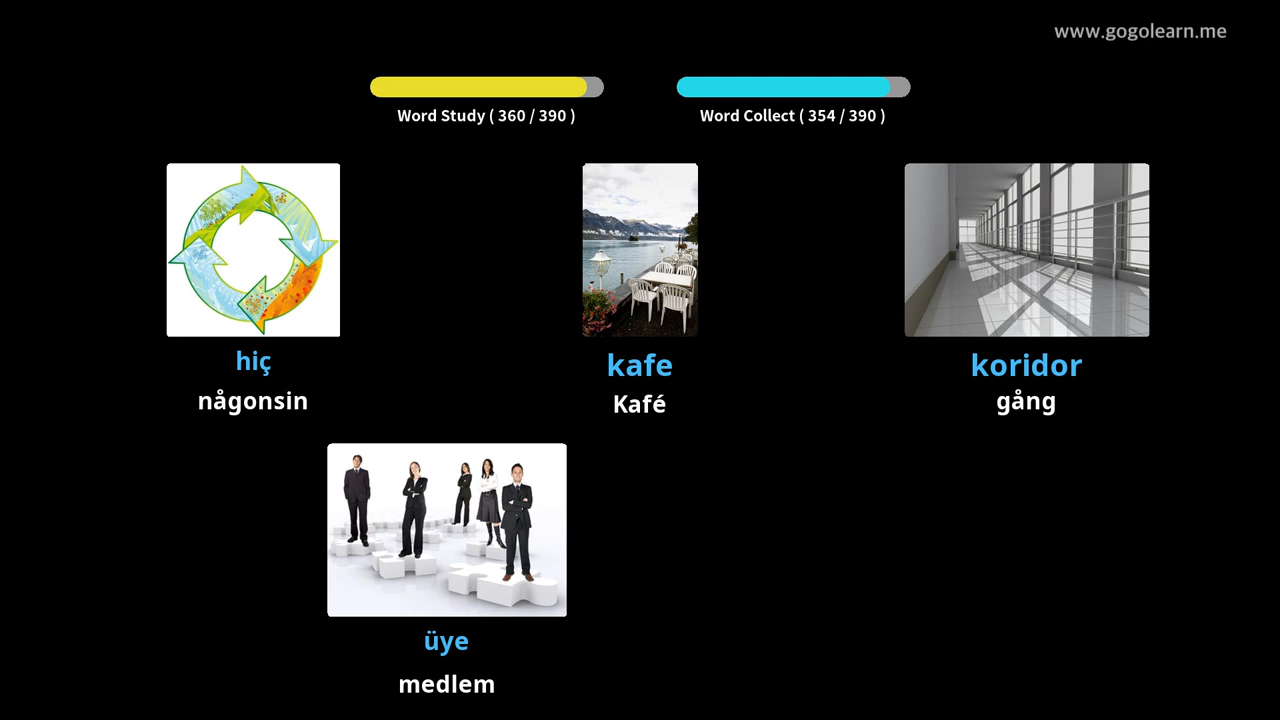 www.gogolearn.me
Word Study ( 360 / 390 )
Word Collect ( 354 / 390 )
hiç
någonsin
kafe
Kafé
koridor
gång
üye
medlem